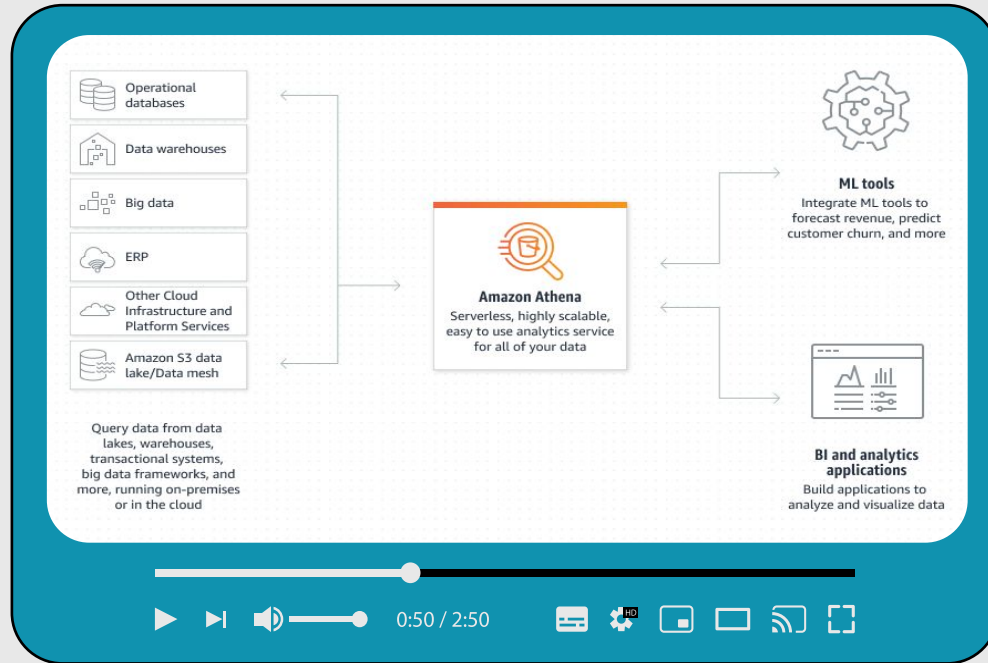 Operational
databases
Data warehouses
Big data
ERP
Other Cloud
Infrastructure and
Platform Services
Amazon S3 data
lake/Data mesh
Query data from data
lakes, warehouses,
transactional systems,
big data frameworks, and
more, running on-premises
or in the cloud
Amazon Athena
Serverless, highly scalable,
easy to use analytics service
for all of your data
ML tools
Integrate ML tools to
forecast revenue, predict
customer churn, and more
BI and analytics
applications
Build applications to
analyze and visualize data
0:50 / 2:50
HD